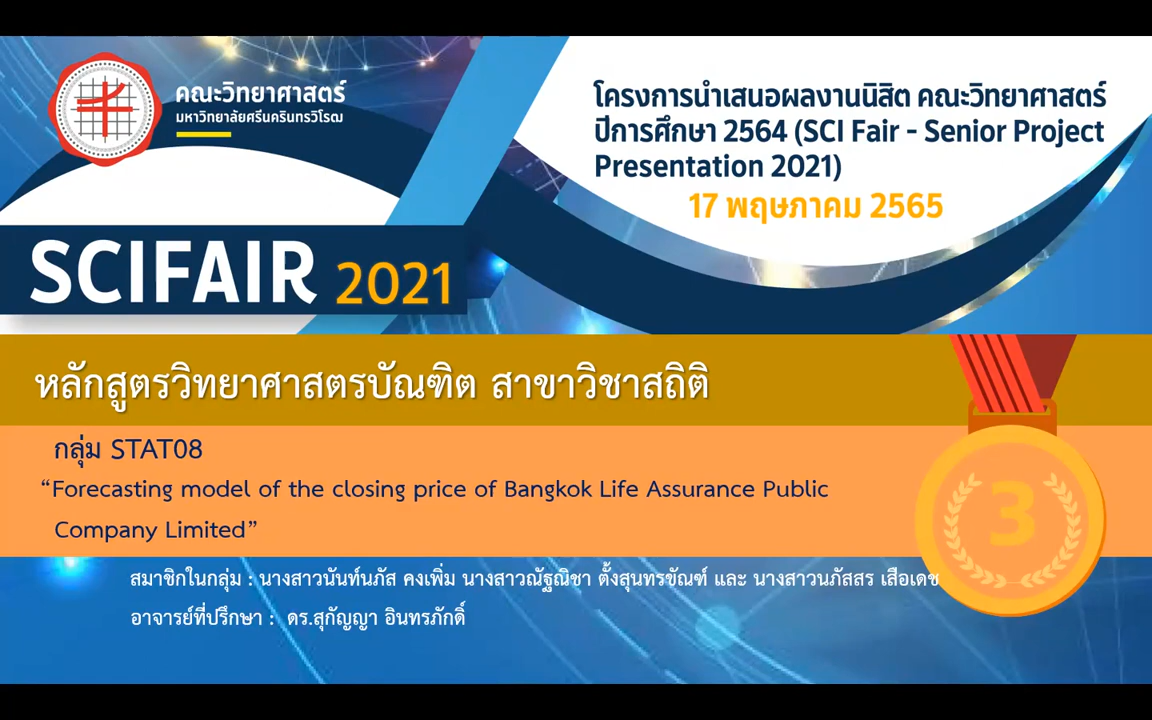 คณะวิทยาศาสตร์
มหาวิทยาลัยศรีนครินทรวิโรฒ
โครงการนำเสนอผลงานนิสิต คณะวิทยาศาสตร์
ปีการศึกษา 2564 (SCI Fair - Senior Project
Presentation 2021)
17 พฤษภาคม 2565
SCIFAIR 2021
หลักสูตรวิทยาศาสตรบัณฑิต สาขาวิชาสถิติ
กลุ่ม STAT08
“Forecasting model of the closing price of Bangkok Life Assurance Public
Company Limited”
3
สมาชิกในกลุ่ม : นางสาวนันท์นภัส คงเพิ่ม นางสาวณัฐณิชา ตั้งสุนทรขัณฑ์ และ นางสาวนภัสสร เสือเดช
อาจารย์ที่ปรึกษา : ดร.สุกัญญา อินทรภักดิ์